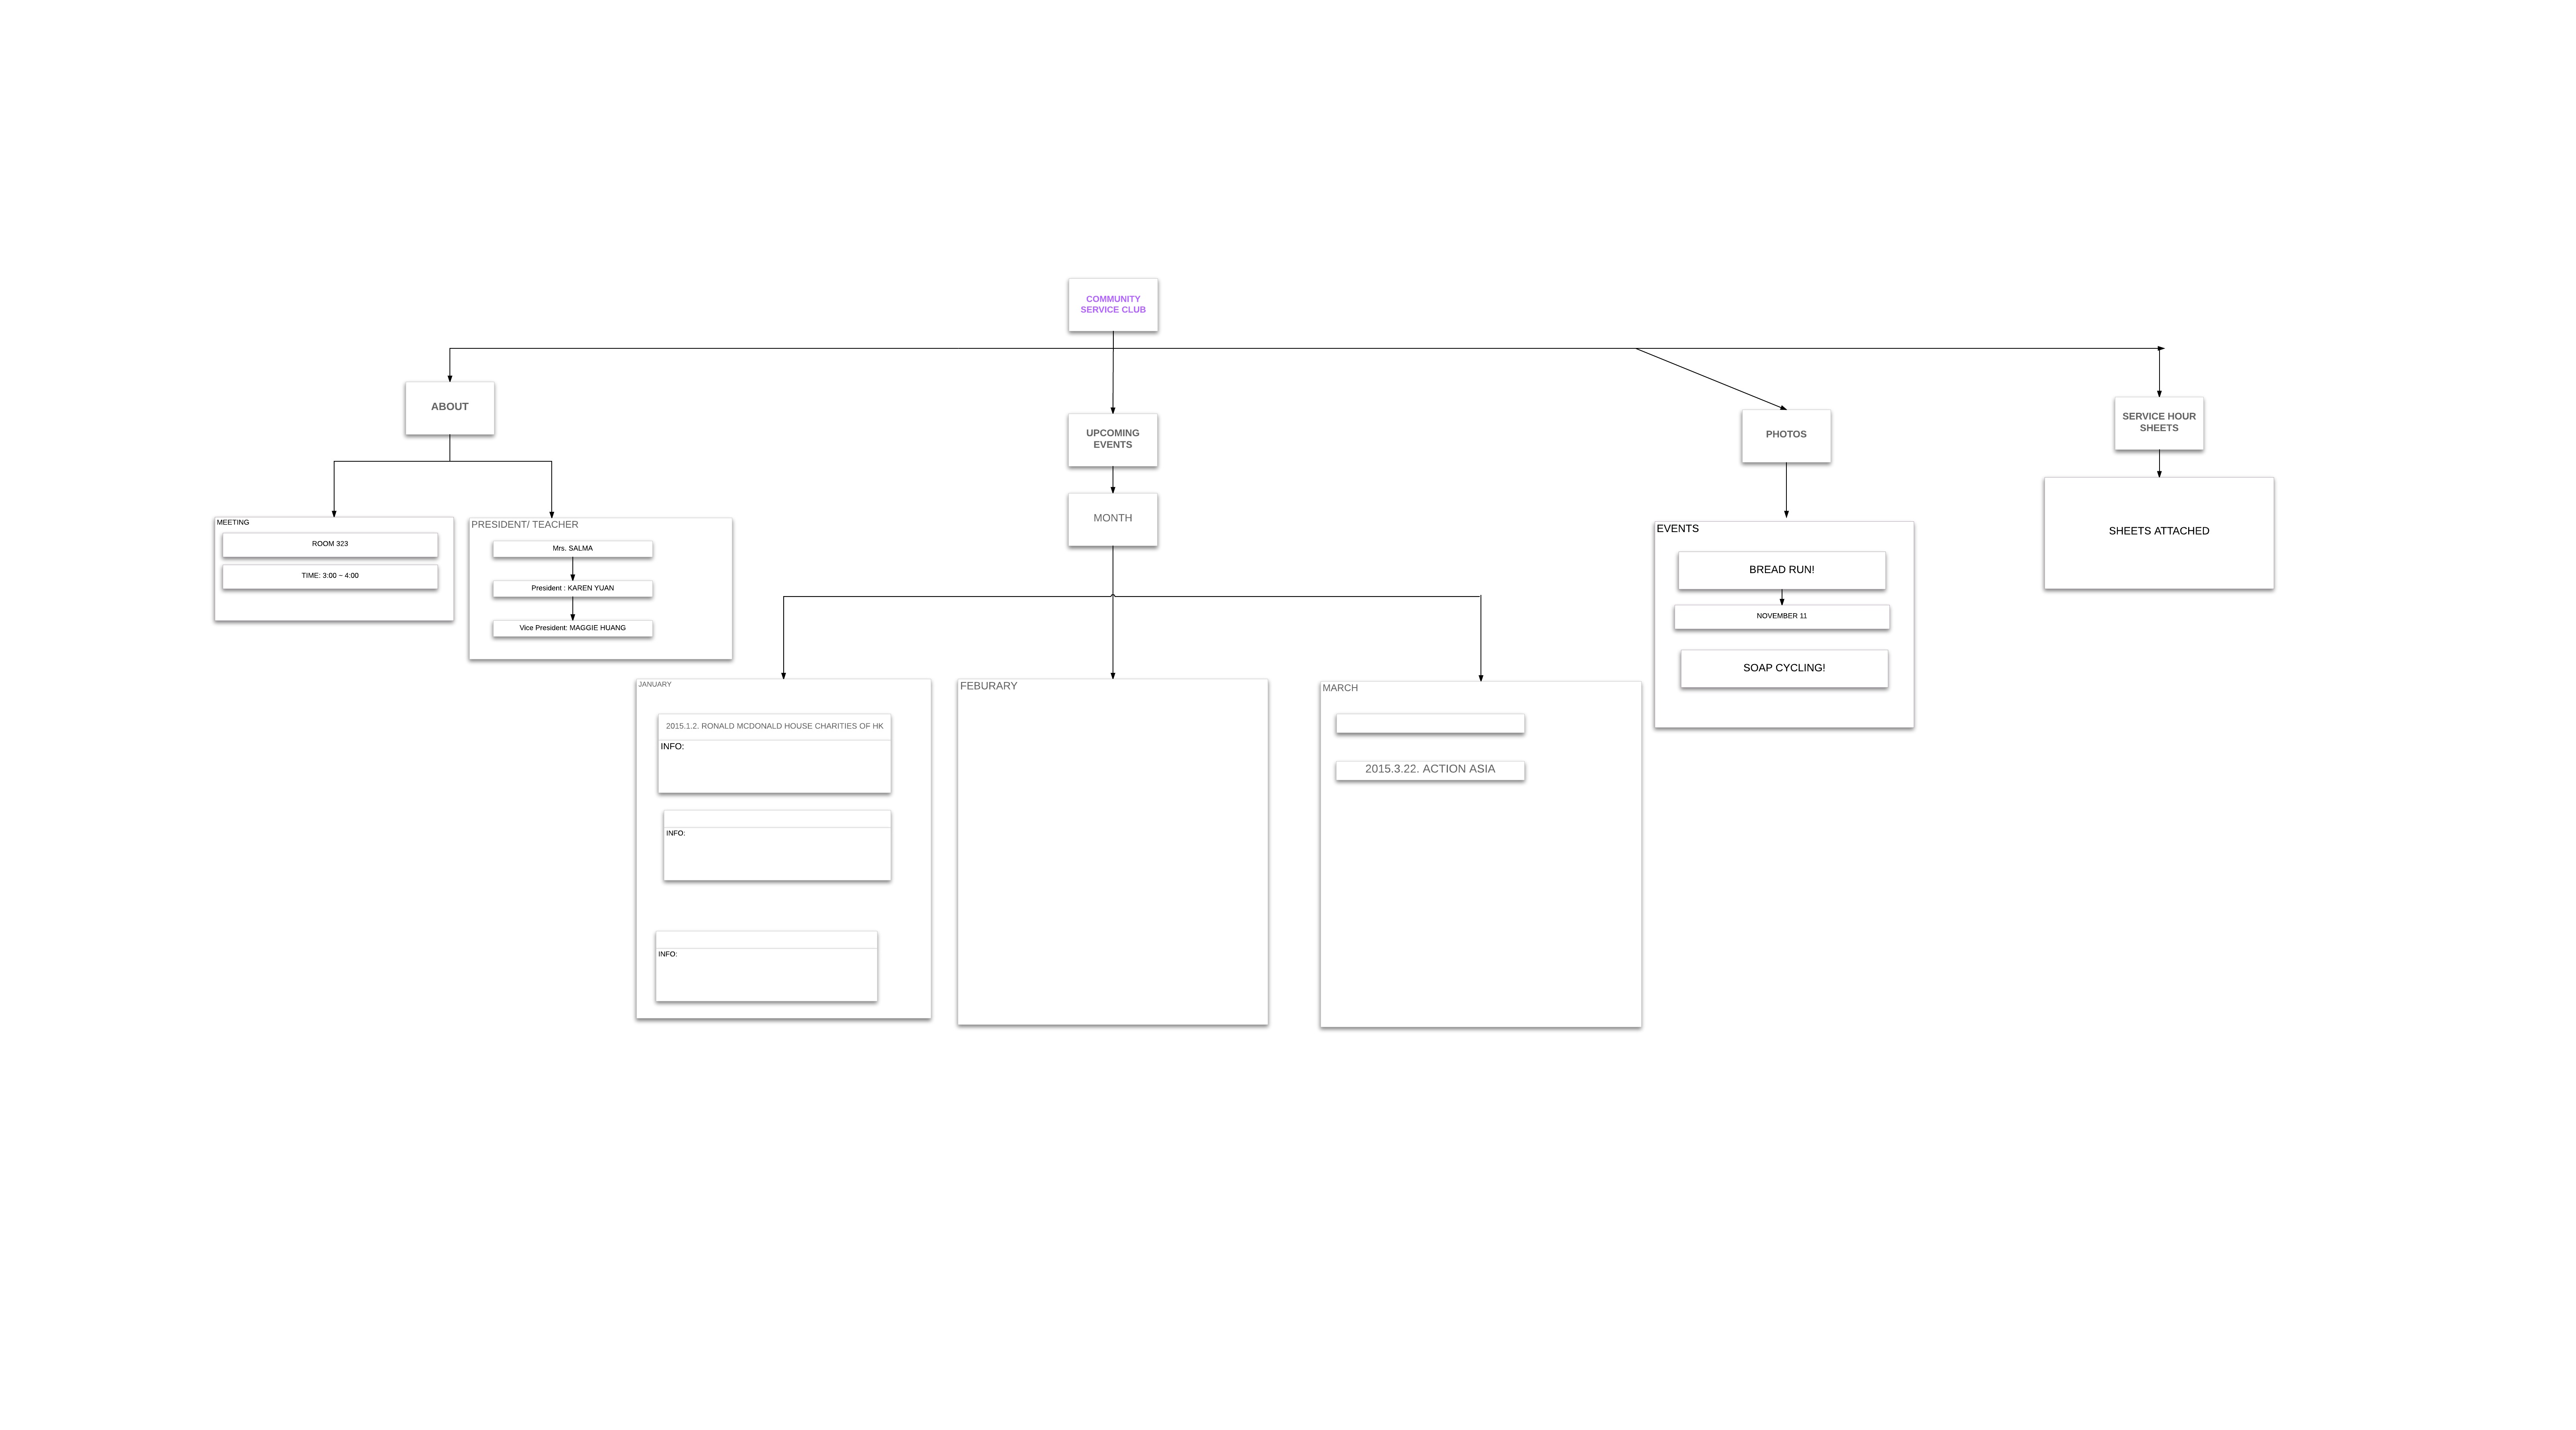 COMMUNITY
SERVICE CLUB
ABOUT
UPCOMING
EVENTS
PHOTOS
SERVICE HOUR
SHEETS
MONTH
MEETING
ROOM 323
TIME: 3:00 ~ 4:00
PRESIDENT/ TEACHER
Mrs. SALMA
President : KAREN YUAN
Vice President: MAGGIE HUANG
EVENTS
BREAD RUN!
NOVEMBER 11
SOAP CYCLING!
SHEETS ATTACHED
JANUARY
2015.1.2. RONALD MCDONALD HOUSE CHARITIES OF HK
INFO:
INFO:
INFO:
FEBURARY
MARCH
2015.3.22. ACTION ASIA